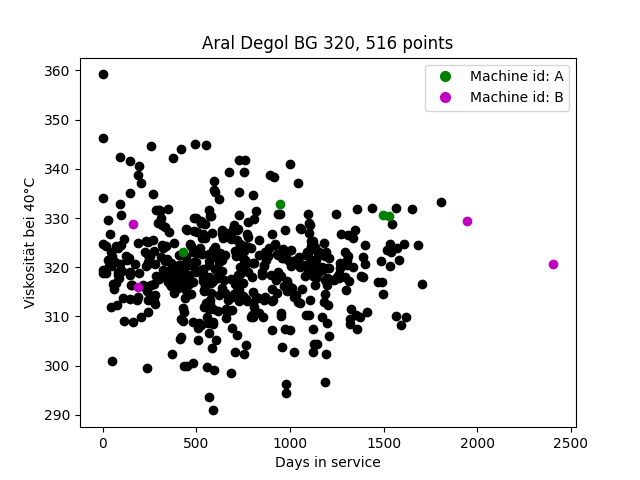 Aral Degol BG 320, 516 points
Machine id: A
Machine id: B
Viskosität bei 40°C
360
350
340
330
320
310
300
290
0
500
1000
1500
2000
2500
Days in service